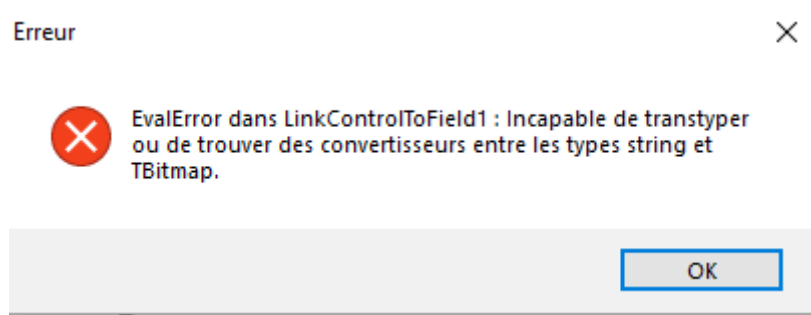 Erreur
EvalError dans LinkControlToField1 : Incapable de transtyper
ou de trouver des convertisseurs entre les types string et
TBitmap.
OK